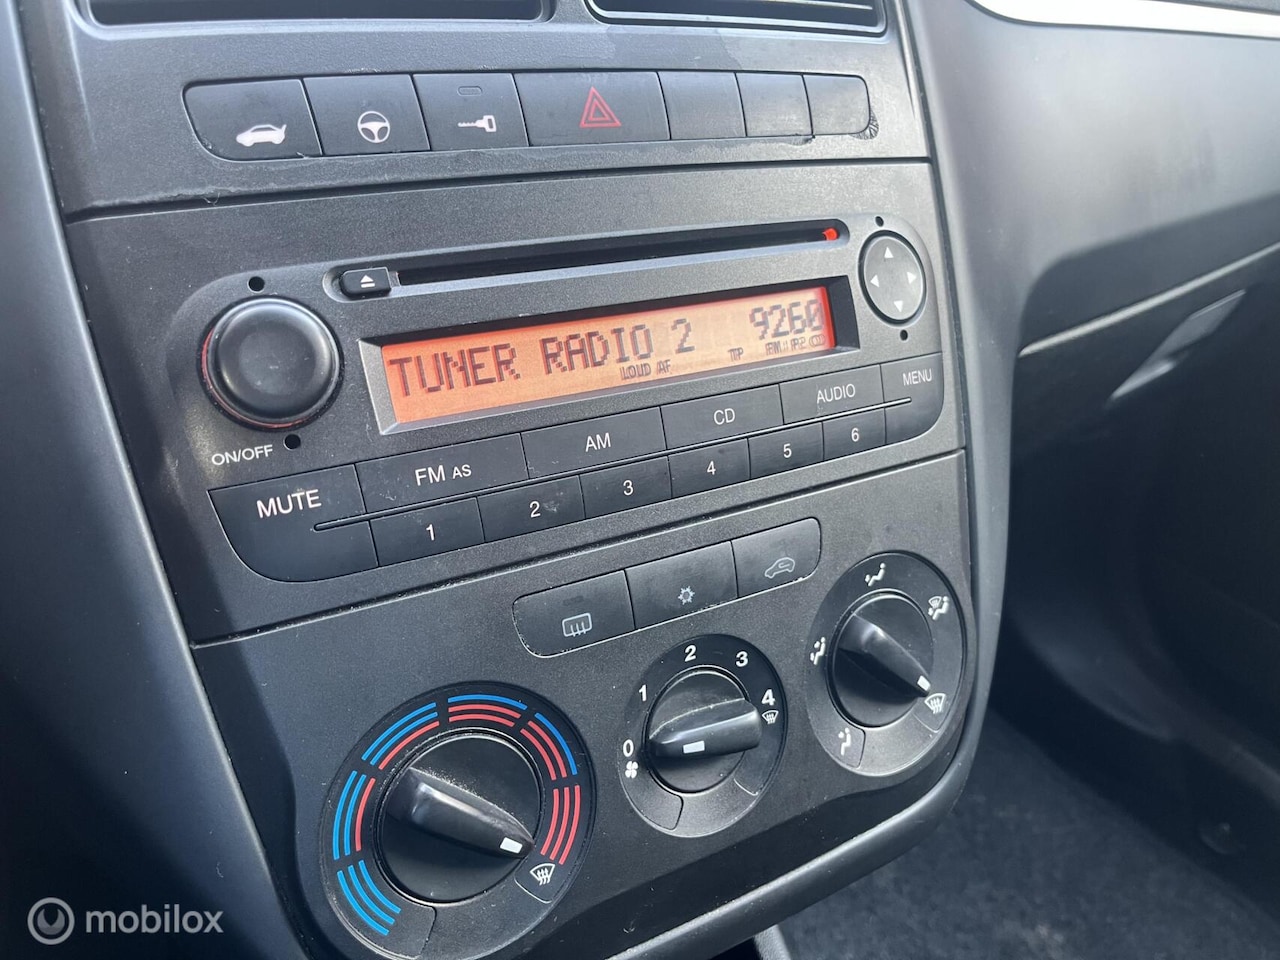 TUNER RADIO 2 9260
LOUD AF TP
ON/OFF
MUTE FM AS AM CD AUDIO MENU
1 2 3 4 5 6
0 1 2 3 4
mobilox